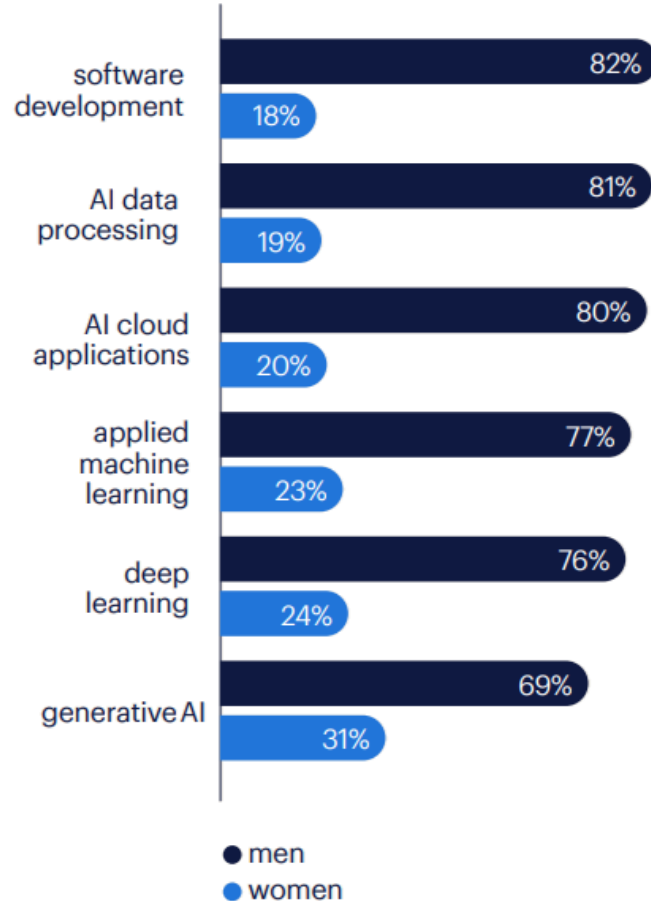 software
development
82%
18%
AI data
processing
81%
19%
AI cloud
applications
80%
20%
applied
machine
learning
77%
23%
deep
learning
76%
24%
generative AI
69%
31%
men
women